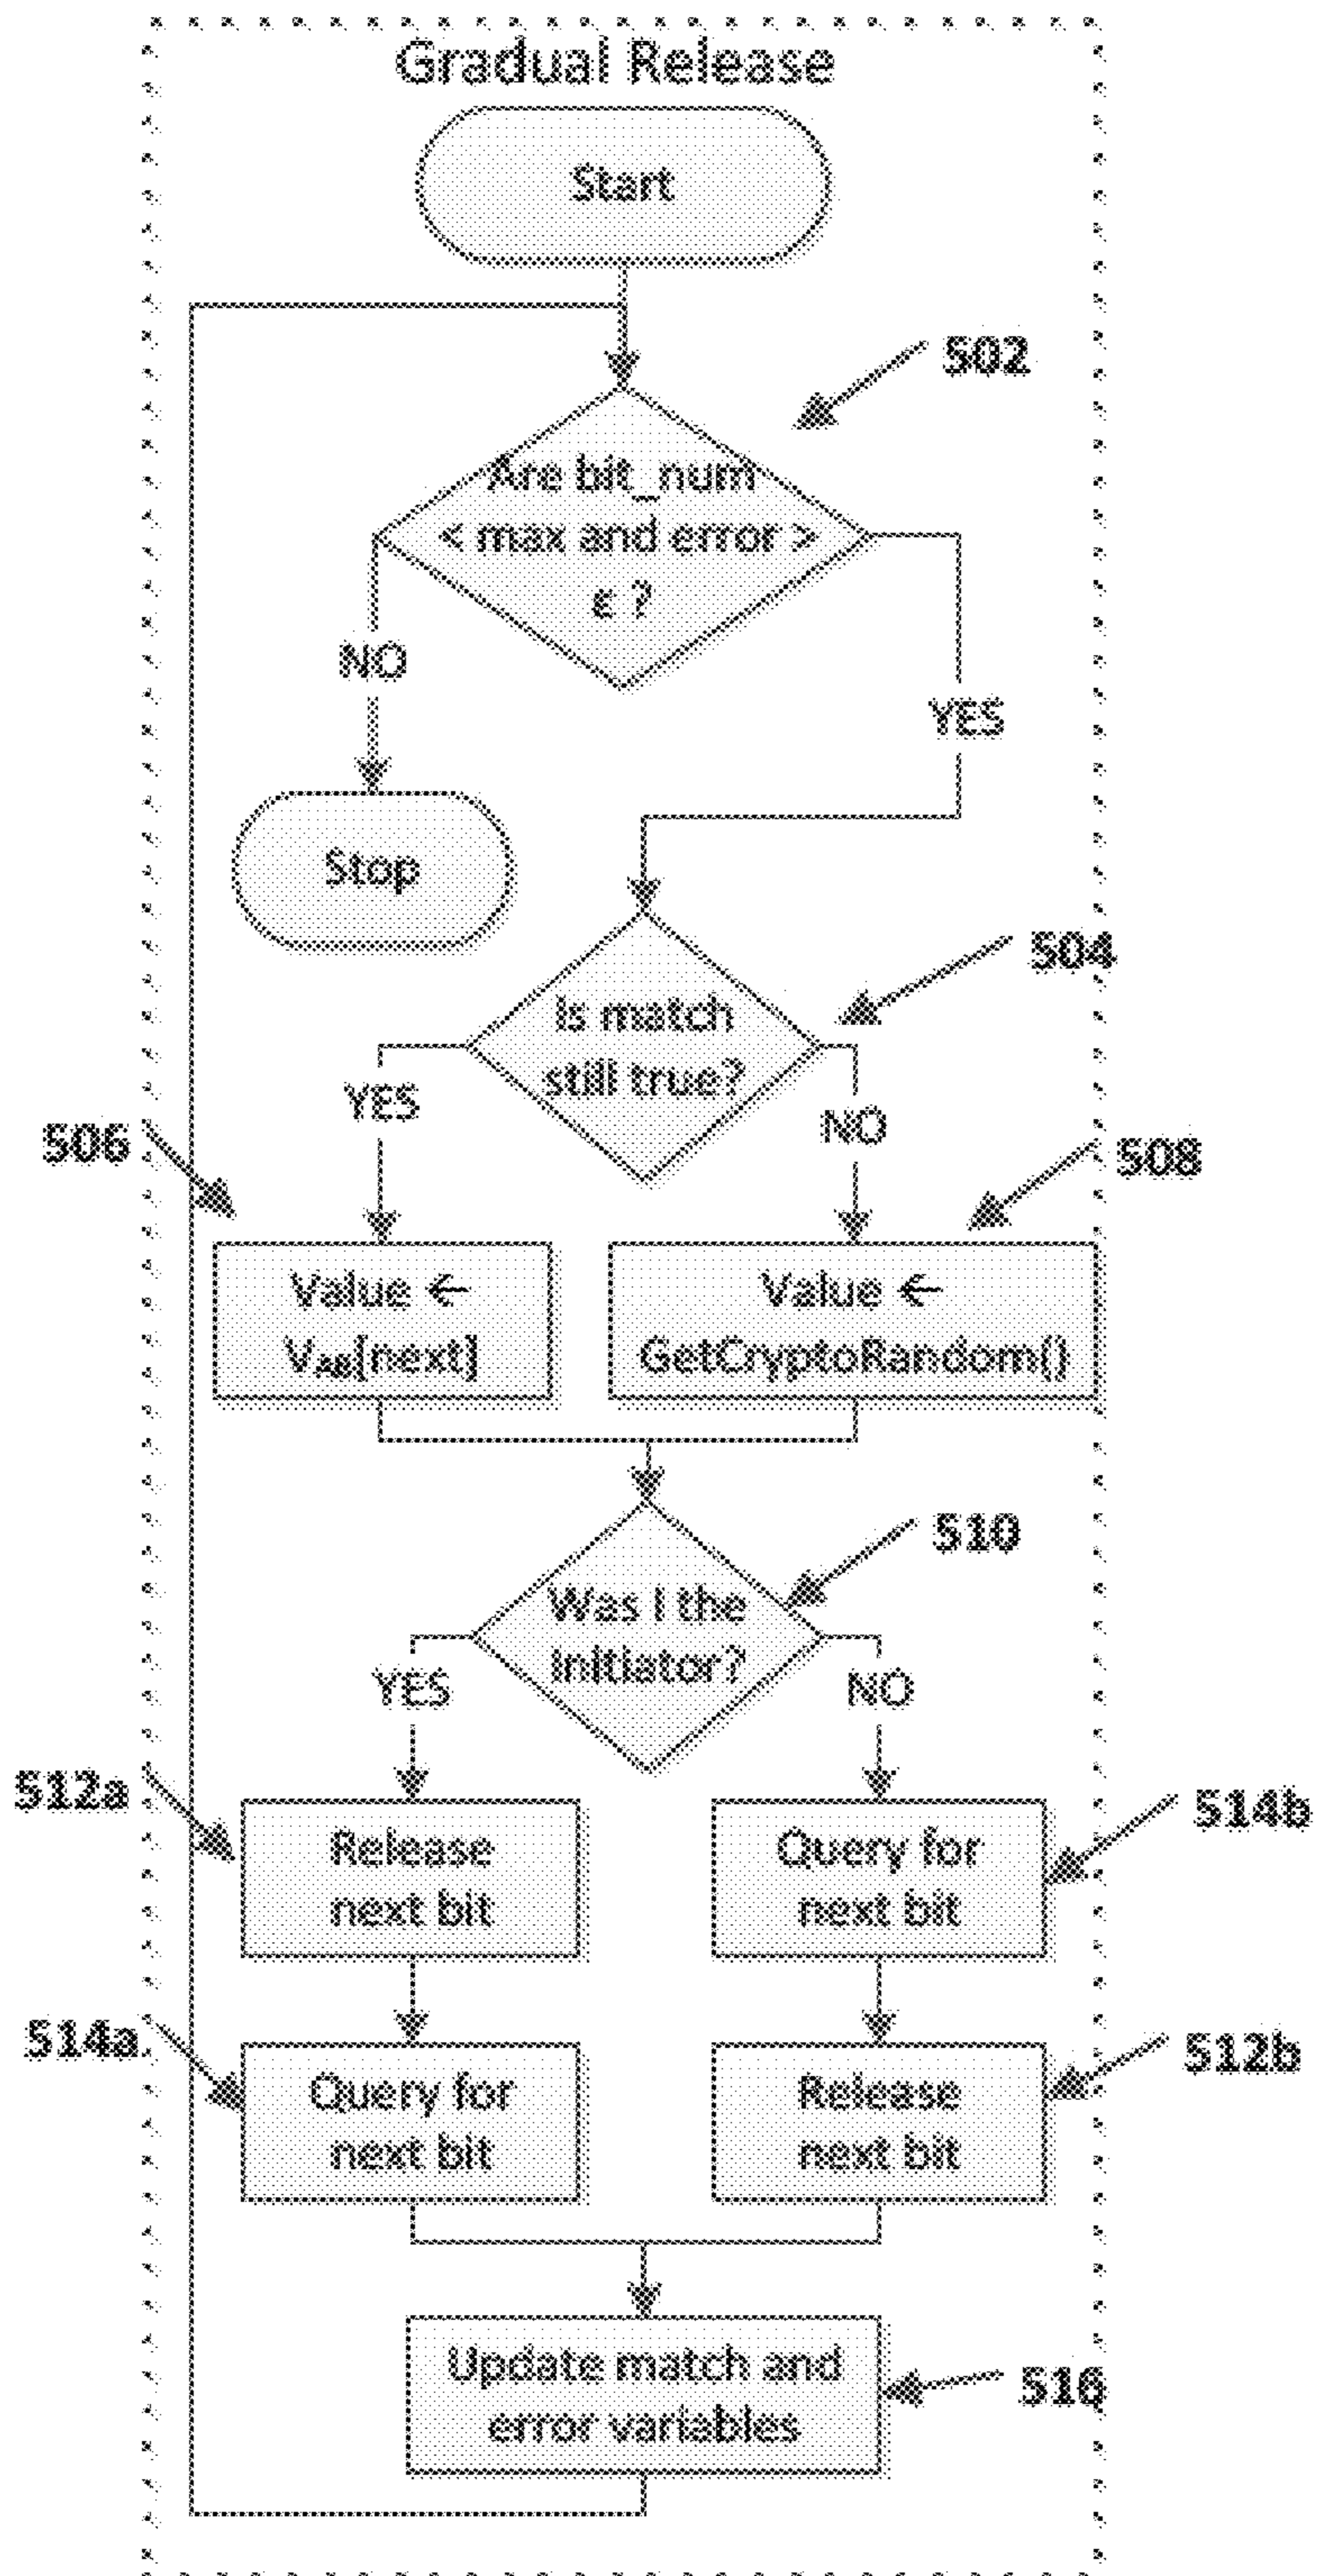 Gradual Release
Start
502
Are bit_num
< max and error >
ε ?
NO
YES
Stop
504
Is match
still true?
YES
NO
506
508
Value ←
VAB[next]
Value ←
GetCryptoRandom()
510
Was I the
initiator?
YES
NO
512a
Release
next bit
514b
Query for
next bit
514a
Query for
next bit
512b
Release
next bit
516
Update match and
error variables